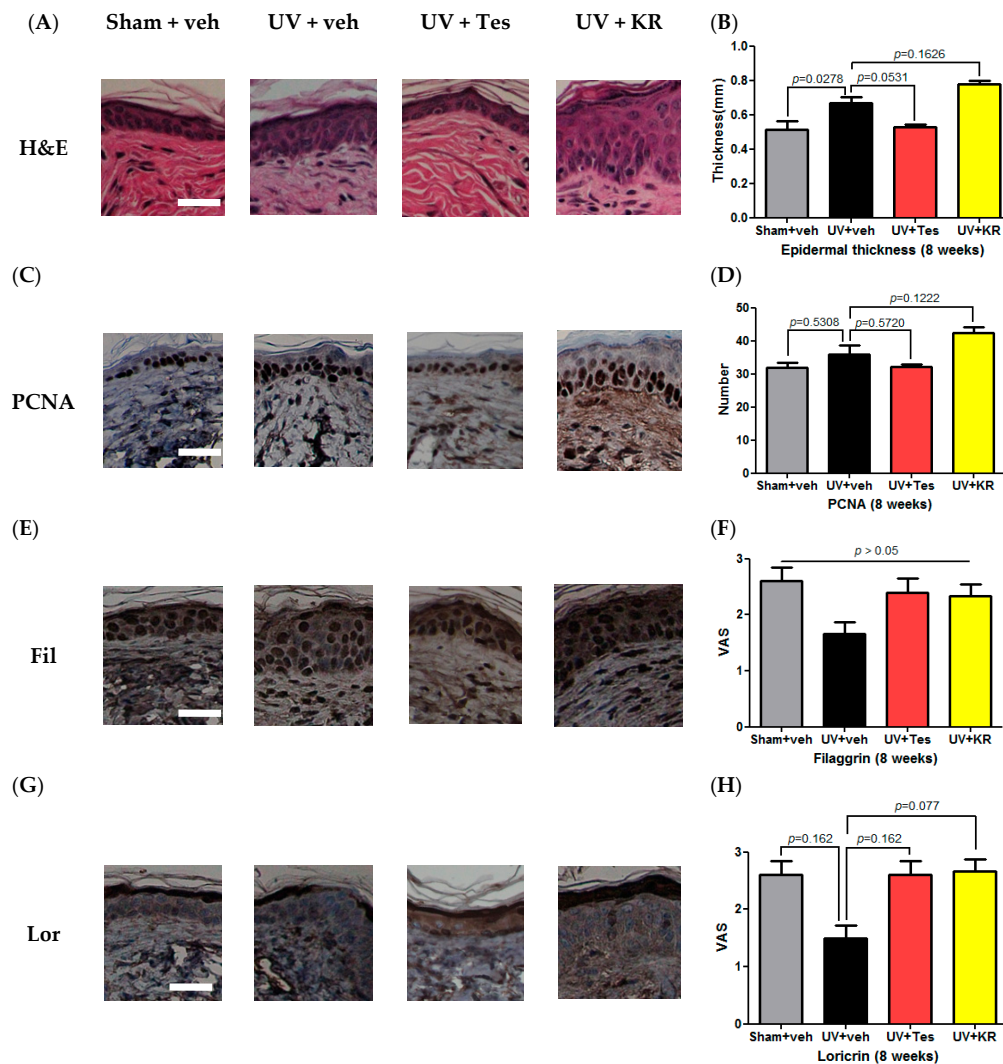 (A) Sham + veh UV + veh UV + Tes UV + KR (B)
H&E
p=0.1626
p=0.0278 p=0.0531
Thickness(mm)
1.0
0.8
0.6
0.4
0.2
0.0
Sham+veh UV+veh UV+Tes UV+KR
Epidermal thickness (8 weeks)
(C) (D)
PCNA
p=0.1222
p=0.5308 p=0.5720
Number
50
40
30
20
10
0
Sham+veh UV+veh UV+Tes UV+KR
PCNA (8 weeks)
(E) (F)
Fil
p > 0.05
VAS
3
2
1
0
Sham+veh UV+veh UV+Tes UV+KR
Filaggrin (8 weeks)
(G) (H)
Lor
p=0.077
p=0.162 p=0.162
VAS
3
2
1
0
Sham+veh UV+veh UV+Tes UV+KR
Loricrin (8 weeks)